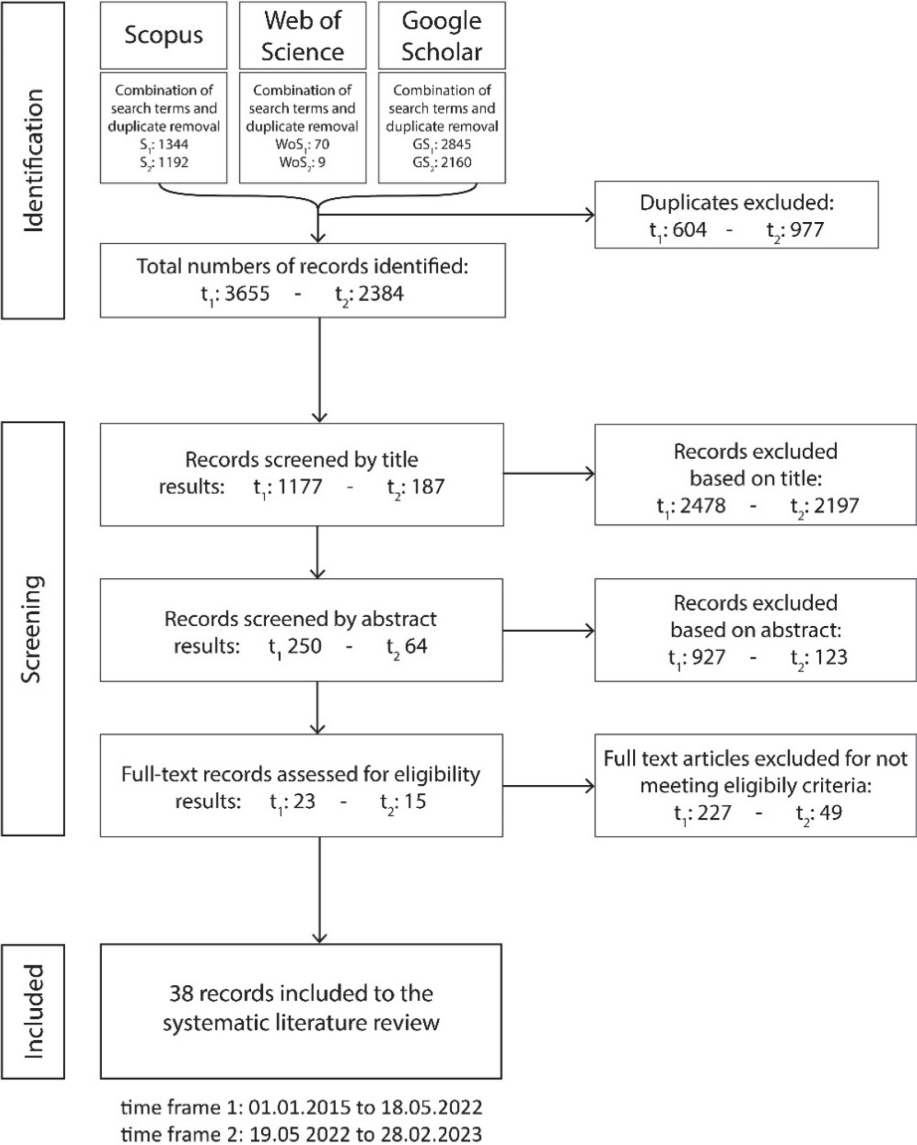 Identification
Scopus
Web of
Science
Google
Scholar
Combination of
search terms and
duplicate removal
S1: 1344
S2: 1192
Combination of
search terms and
duplicate removal
WoS1: 70
WoS2: 9
Combination of
search terms and
duplicate removal
GS1: 2845
GS2: 2160
Duplicates excluded:
t1: 604 - t2: 977
Total numbers of records identified:
t1: 3655 - t2: 2384
Screening
Records screened by title
results: t1: 1177 - t2: 187
Records excluded
based on title:
t1: 2478 - t2: 2197
Records screened by abstract
results: t1 250 - t2 64
Records excluded
based on abstract:
t1: 927 - t2: 123
Full-text records assessed for eligibility
results: t1: 23 - t2: 15
Full text articles excluded for not
meeting eligibily criteria:
t1: 227 - t2: 49
Included
38 records included to the
systematic literature review
time frame 1: 01.01.2015 to 18.05.2022
time frame 2: 19.05 2022 to 28.02.2023